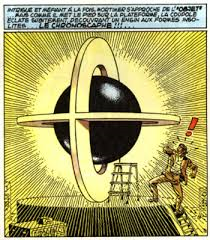 INTRIGUÉ ET MÉFIANT À LA FOIS, MORTIMER S'APPROCHE DE L'"OBJET"
MAIS COMME IL MET LE PIED SUR LA PLATEFORME, LA COUPOLE
ÉCLATE SUBITEMENT, DÉCOUVRANT UN ENGIN AUX FORMES INSO-
LITES... LE CHRONOSCAPHE!!...
!